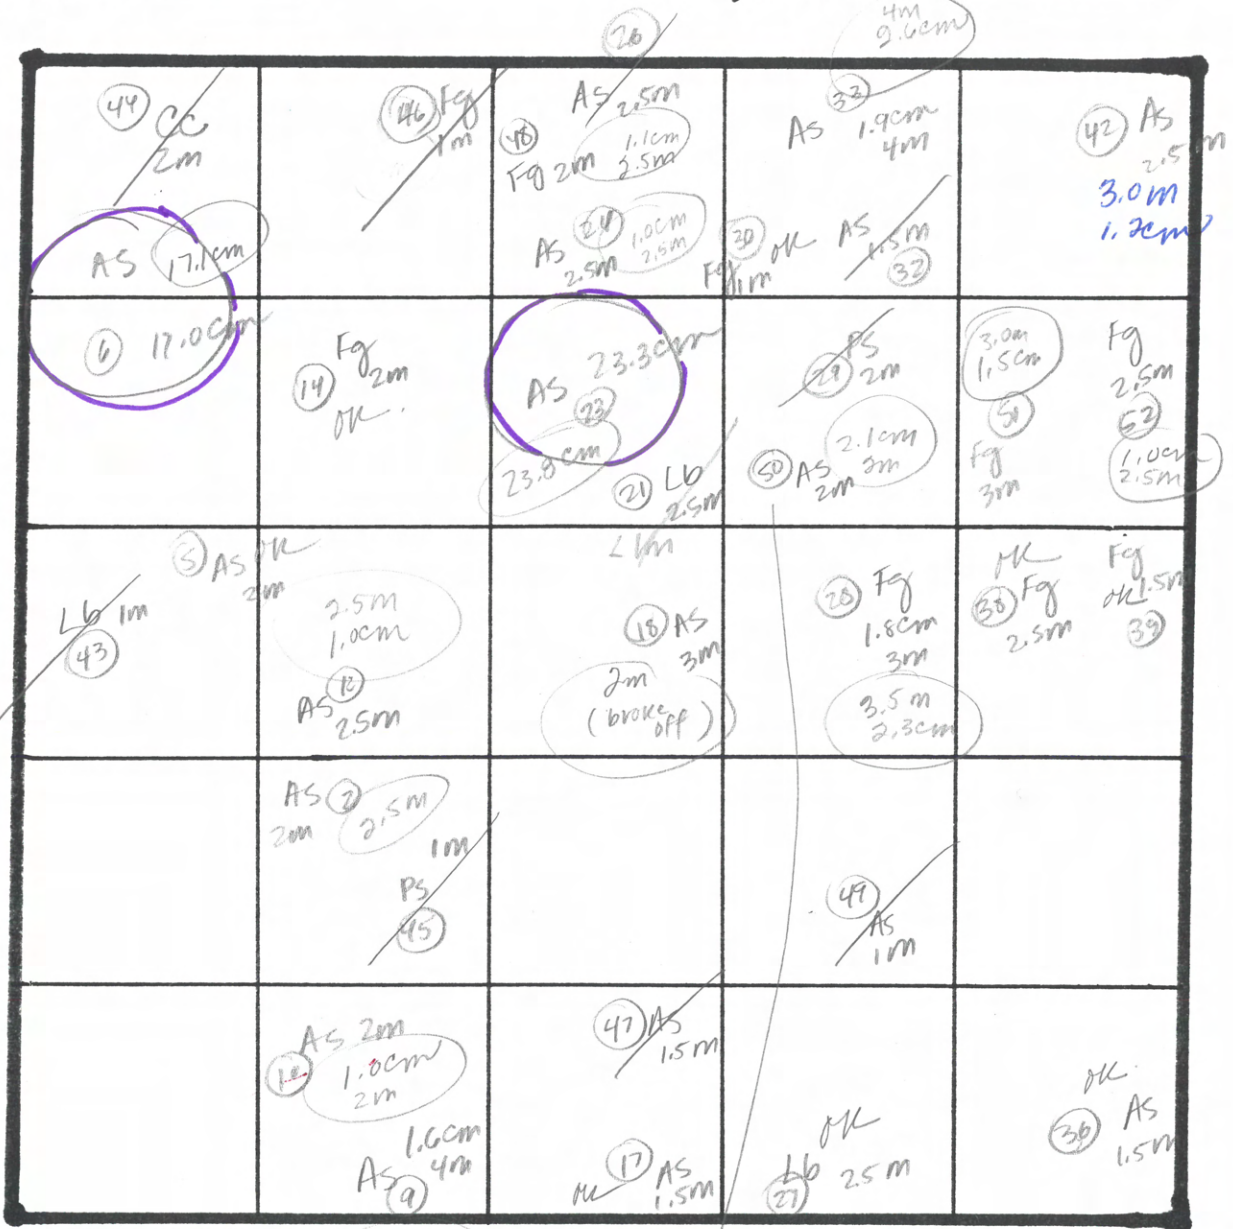 4m
2.6cm
26
44
CC
2m
46 Fg
1m
As
2.5m
48
Fg 2m
1.1cm
2.5m
24
As
2.5m
1.0cm
2.5m
33
As 1.9cm
4m
30 OK
Fg 1m
As
1.5m
32
42 As
2.5m
3.0m
1.2cm
AS 17.1cm
6 17.0cm
Fg
2m
14
OK
23.3cm
AS
23
23.8cm
21 Lb
2.5m
PS
29 2m
50 AS
2m
2.1cm
2m
3.0m
1.5cm
51
Fg
3m
Fg
2.5m
52
1.0cm
2.5m
5 AS OK
2m
Lb 1m
43
2.5m
1.0cm
12
AS
2.5m
18 AS
3m
2m
(broke off)
28 Fg
1.8cm
3m
3.5m
2.3cm
OK
38 Fg
2.5m
Fg
OK 1.5m
39
AS 2
2m
2.5m
1m
PS
45
49
As
1m
As 2m
1.0cm
2m
1.6cm
4m
As 9
47 As
1.5m
17 As
OK 1.5m
OK
Lb 2.5m
27
OK
36 As
1.5m